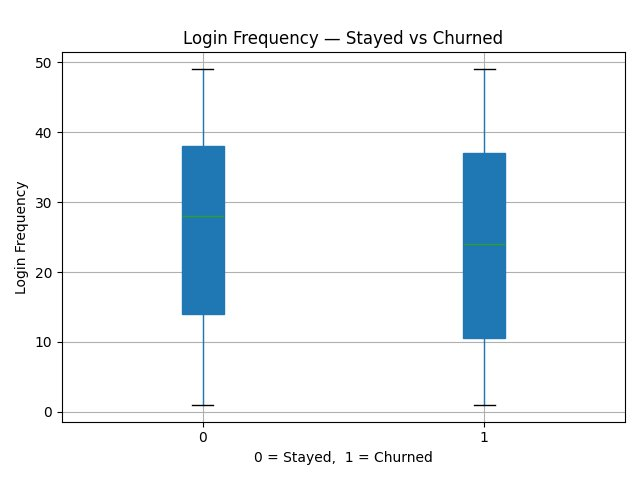 Login Frequency — Stayed vs Churned
50
40
30
20
10
0
Login Frequency
0 1
0 = Stayed,  1 = Churned